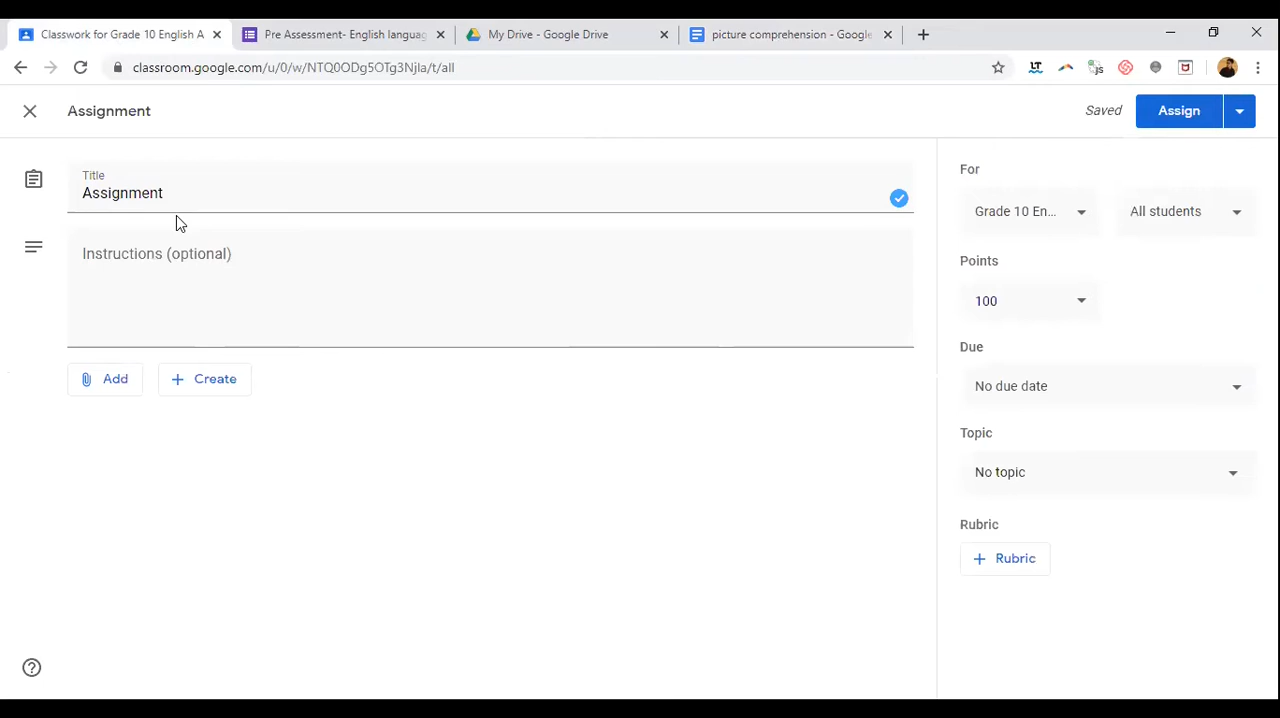 Classwork for Grade 10 English A
Pre Assessment- English languag
My Drive - Google Drive
picture comprehension - Google
classroom.google.com/u/0/w/NTQ0ODg5OTg3Njla/t/all
LT
JS
Assignment
Saved
Assign
Title
Assignment
Instructions (optional)
Add
Create
For
Grade 10 En...
All students
Points
100
Due
No due date
Topic
No topic
Rubric
Rubric